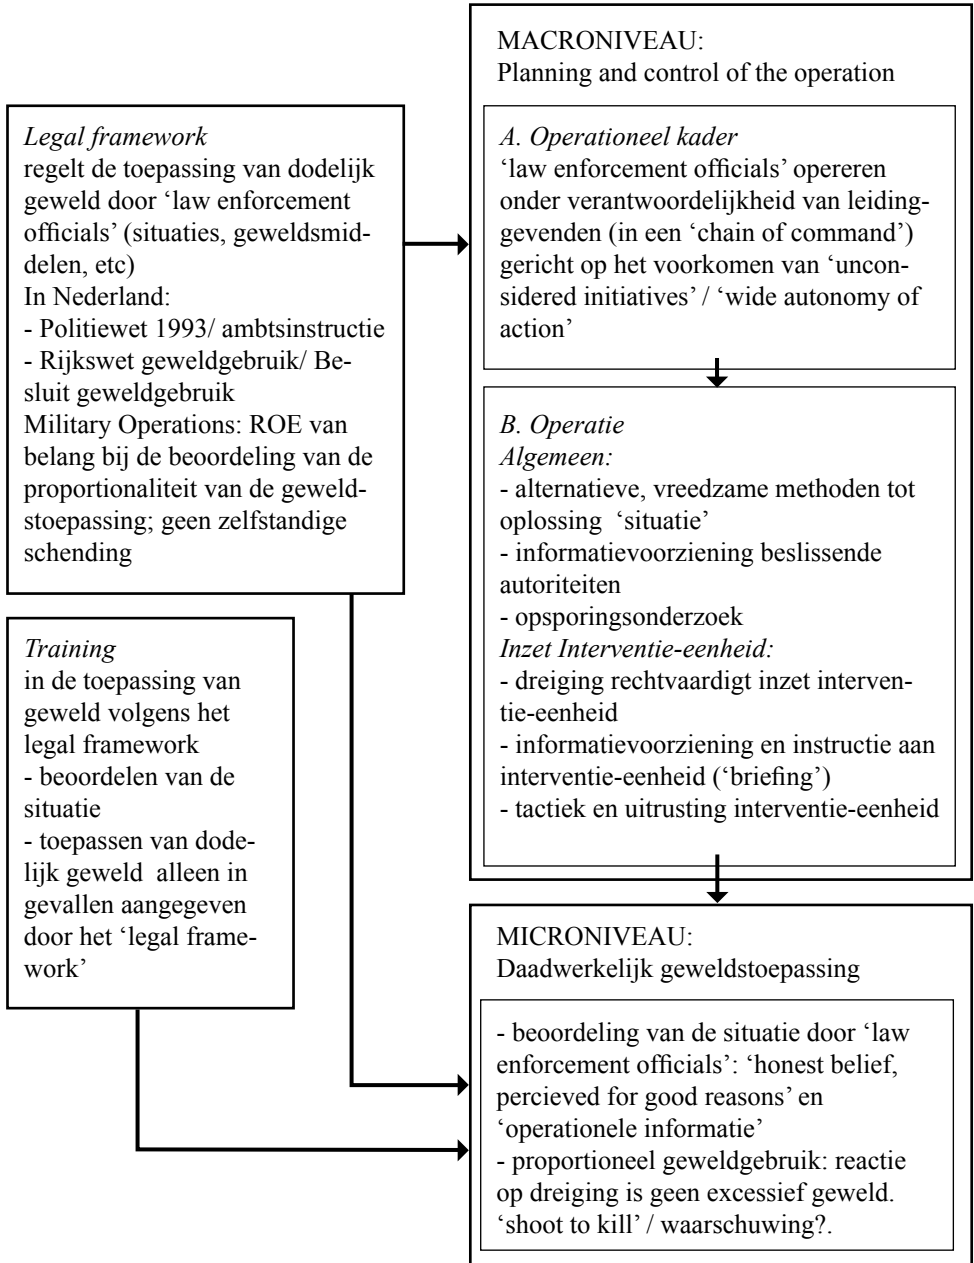 MACRONIVEAU:
Planning and control of the operation
Legal framework
regelt de toepassing van dodelijk
geweld door ‘law enforcement
officials’ (situaties, geweldsmid-
delen, etc)
In Nederland:
- Politiewet 1993/ ambtsinstructie
- Rijkswet geweldgebruik/ Be-
sluit geweldgebruik
Military Operations: ROE van
belang bij de beoordeling van de
proportionaliteit van de geweld-
stoepassing; geen zelfstandige
schending
A. Operationeel kader
‘law enforcement officials’ opereren
onder verantwoordelijkheid van leiding-
gevenden (in een ‘chain of command’)
gericht op het voorkomen van ‘uncon-
sidered initiatives’ / ‘wide autonomy of
action’
B. Operatie
Algemeen:
- alternatieve, vreedzame methoden tot
oplossing ‘situatie’
- informatievoorziening beslissende
autoriteiten
- opsporingsonderzoek
Inzet Interventie-eenheid:
- dreiging rechtvaardigt inzet interven-
tie-eenheid
- informatievoorziening en instructie aan
interventie-eenheid (‘briefing’)
- tactiek en uitrusting interventie-eenheid
Training
in de toepassing van
geweld volgens het
legal framework
- beoordelen van de
situatie
- toepassen van dode-
lijk geweld alleen in
gevallen aangegeven
door het ‘legal frame-
work’
MICRONIVEAU:
Daadwerkelijk geweldstoepassing
- beoordeling van de situatie door ‘law
enforcement officials’: ‘honest belief,
percieved for good reasons’ en
‘operationele informatie’
- proportioneel geweldgebruik: reactie
op dreiging is geen excessief geweld.
‘shoot to kill’ / waarschuwing?.